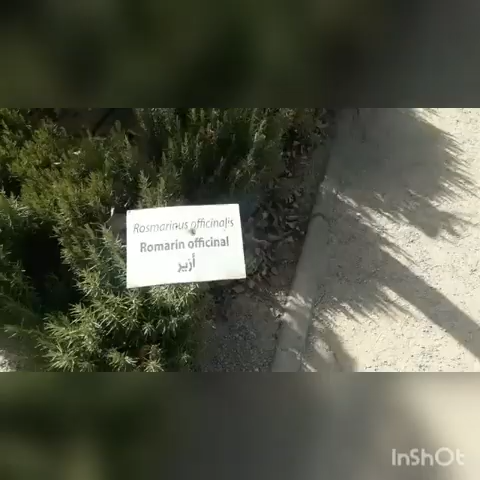 Rosmarinus officinalis
Romarin officinal
أزير
InShOt